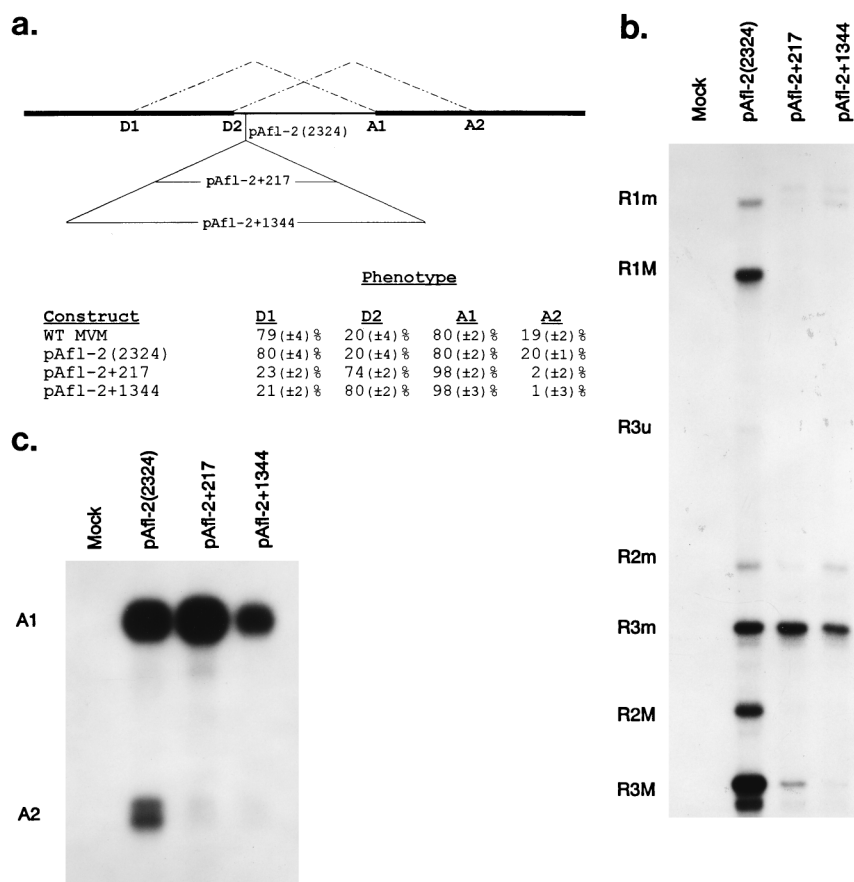 a.
D1 D2 A1 A2
pAfl-2(2324)
pAfl-2+217
pAfl-2+1344
Phenotype
Construct D1 D2 A1 A2
WT MVM 79(±4)% 20(±4)% 80(±2)% 19(±2)%
pAfl-2(2324) 80(±4)% 20(±4)% 80(±2)% 20(±1)%
pAfl-2+217 23(±2)% 74(±2)% 98(±2)% 2(±2)%
pAfl-2+1344 21(±2)% 80(±2)% 98(±3)% 1(±3)%
b.
Mock
pAfl-2(2324)
pAfl-2+217
pAfl-2+1344
R1m
R1M
R3u
R2m
R3m
R2M
R3M
c.
Mock
pAfl-2(2324)
pAfl-2+217
pAfl-2+1344
A1
A2